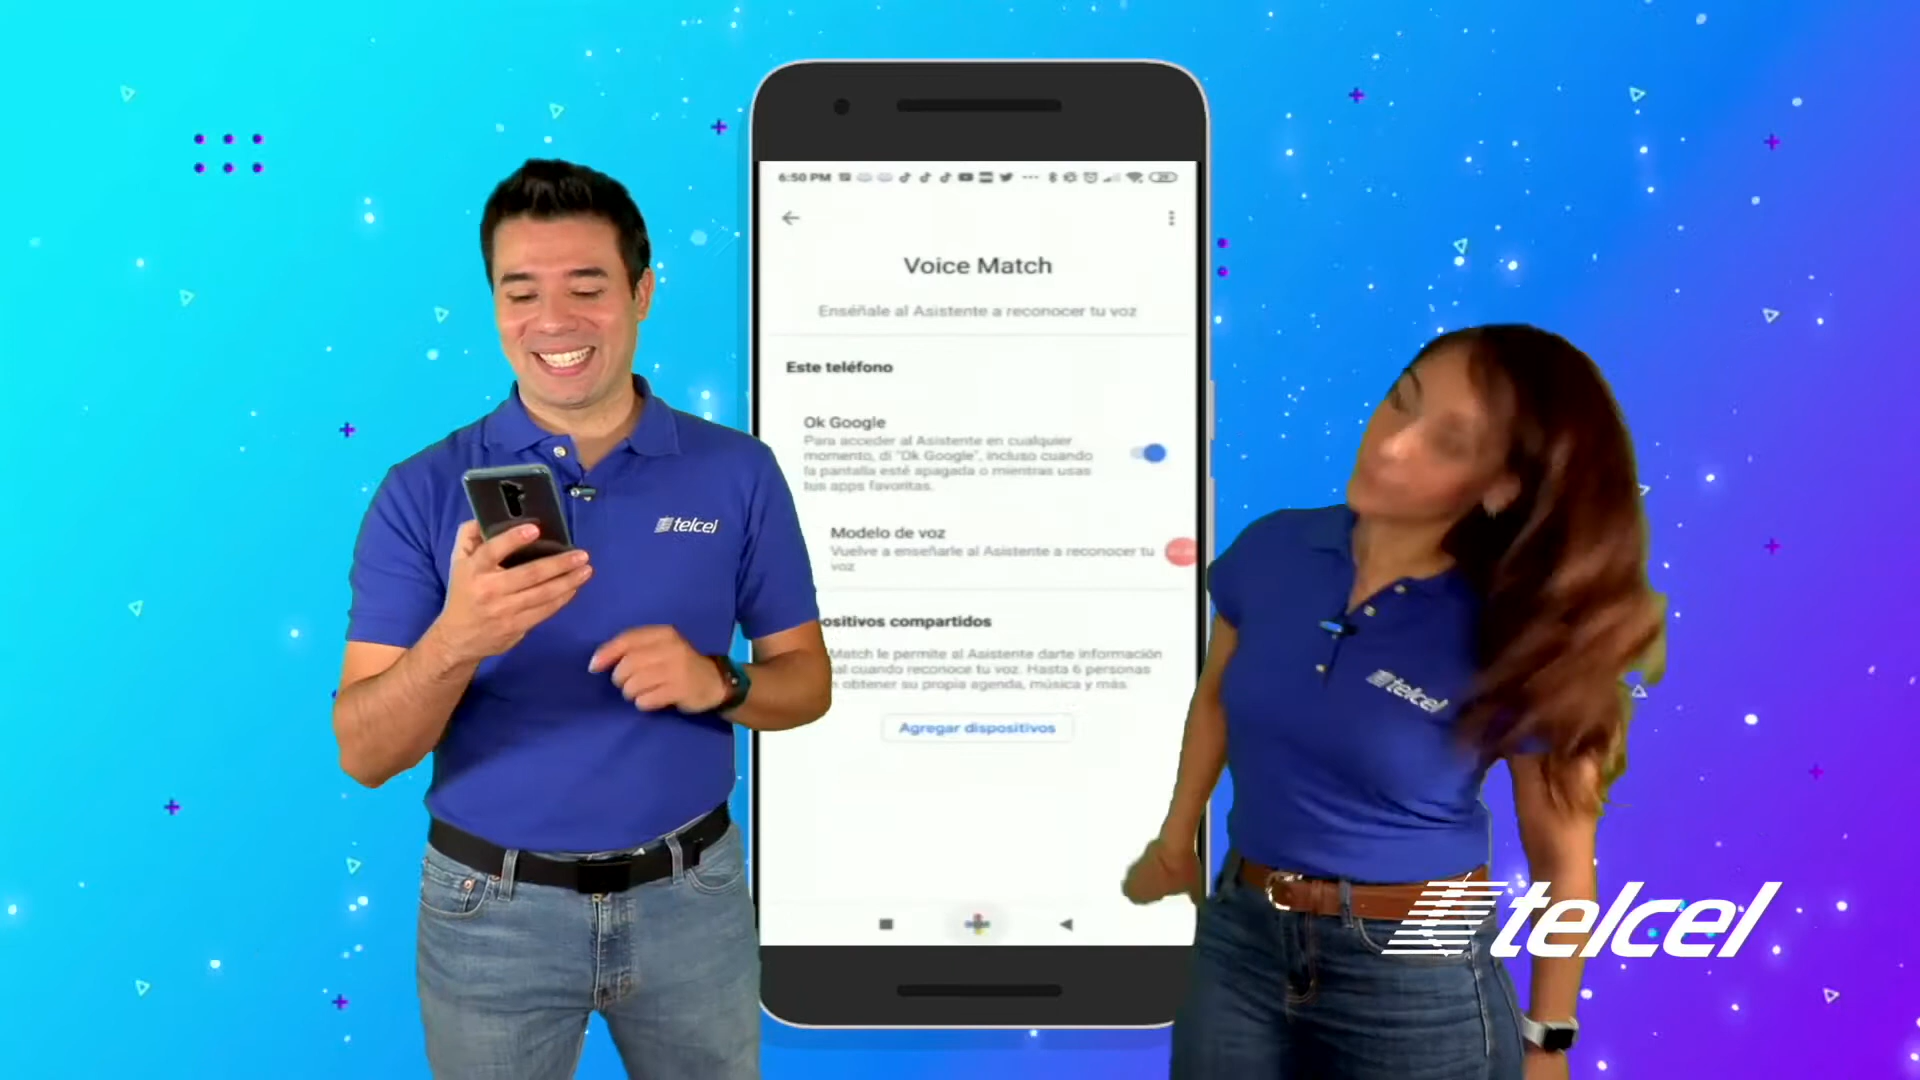 6:50 PM
Voice Match
Enséñale al Asistente a reconocer tu voz
Este teléfono
Ok Google
Para acceder al Asistente en cualquier
momento, di "Ok Google", incluso cuando
la pantalla esté apagada o mientras usas
tus apps favoritas.
Modelo de voz
Vuelve a enseñarle al Asistente a reconocer tu
voz
ositivos compartidos
Match le permite al Asistente darte información
al cuando reconoce tu voz. Hasta 6 personas
n obtener su propia agenda, música y más.
Agregar dispositivos
telcel
telcel
telcel